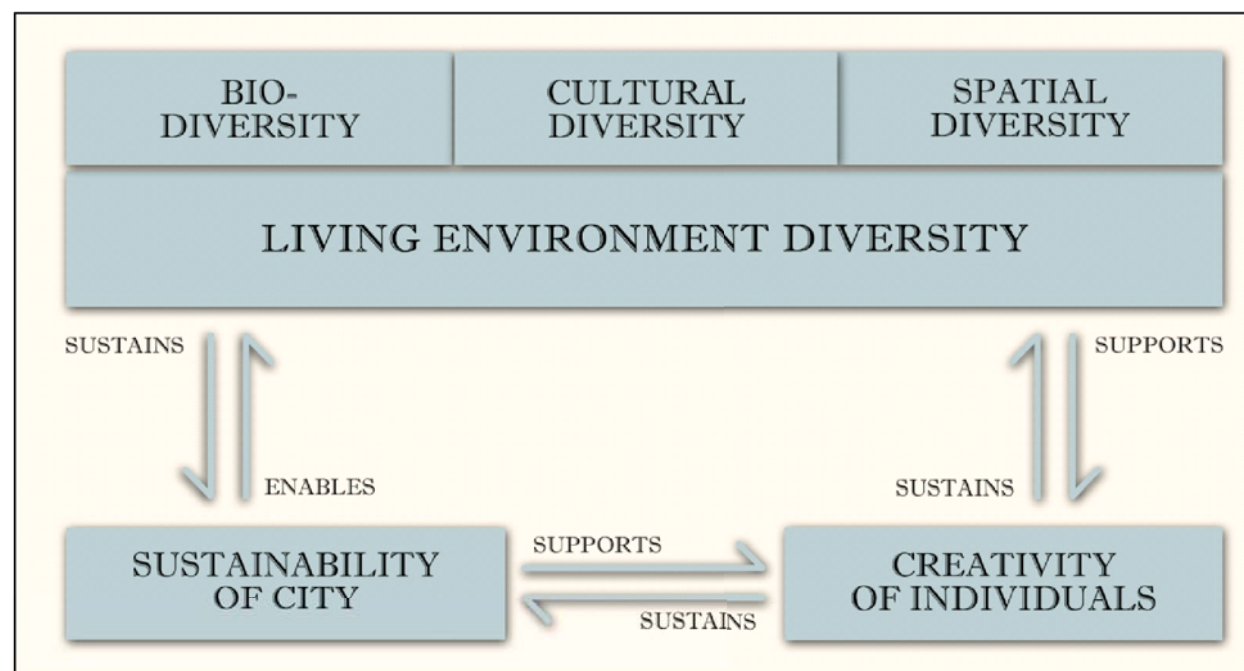 BIO-
DIVERSITY
CULTURAL
DIVERSITY
SPATIAL
DIVERSITY
LIVING ENVIRONMENT DIVERSITY
SUSTAINS
SUPPORTS
ENABLES
SUSTAINS
SUSTAINABILITY
OF CITY
SUPPORTS
SUSTAINS
CREATIVITY
OF INDIVIDUALS